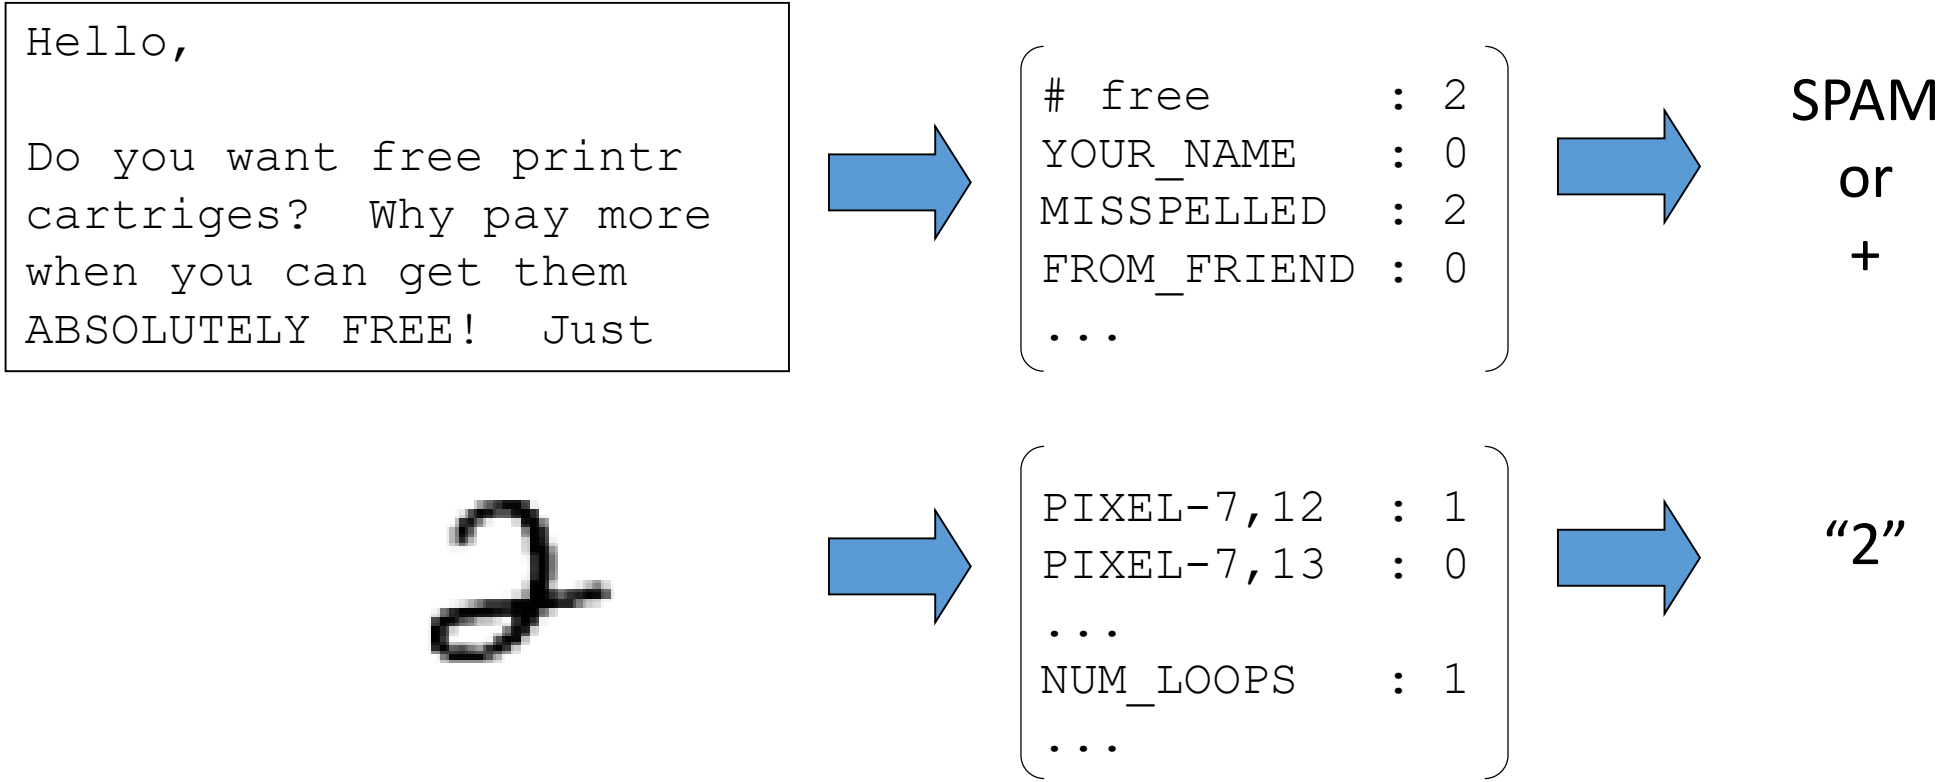 Hello,
Do you want free printr
cartriges?  Why pay more
when you can get them
ABSOLUTELY FREE!  Just
# free       : 2
YOUR_NAME    : 0
MISSPELLED   : 2
FROM_FRIEND : 0
...
SPAM
or
+
2
PIXEL-7,12  : 1
PIXEL-7,13  : 0
...
NUM_LOOPS   : 1
...
“2”